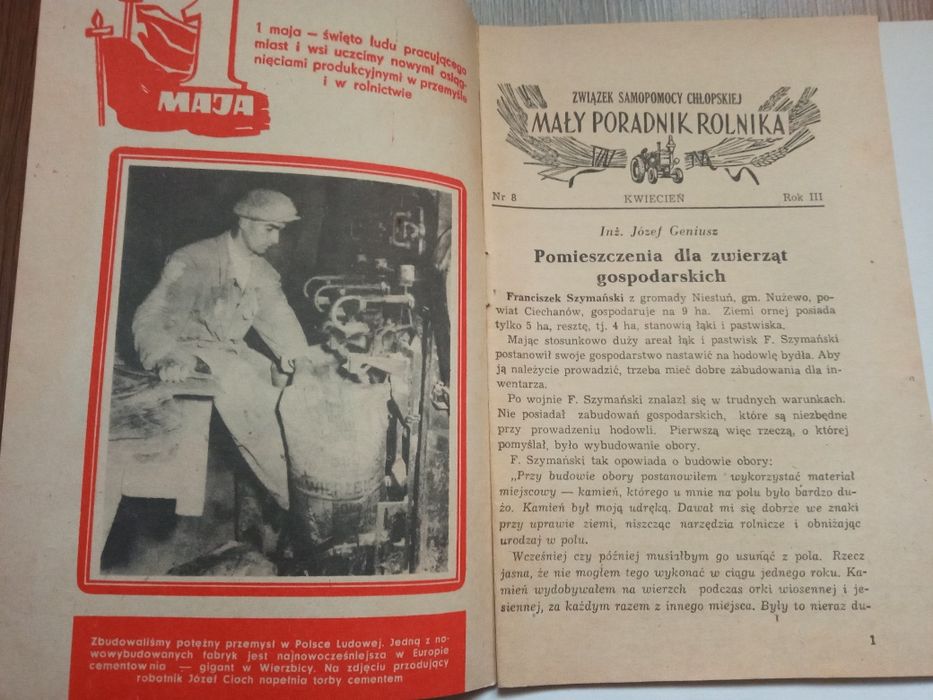 1
MAJA
1 maja — święto ludu pracującego
miast i wsi uczcimy nowymi osiąg-
nięciami produkcyjnymi w przemyśle
i w rolnictwie
WIERZBI
Zbudowaliśmy potężny przemysł w Polsce Ludowej. Jedną z no-
wowybudowanych fabryk jest najnowocześniejsza w Europie
cementownia — gigant w Wierzbicy. Na zdjęciu przodujący
robotnik Józef Cioch napełnia torby cementem
ZWIĄZEK SAMOPOMOCY CHŁOPSKIEJ
MAŁY PORADNIK ROLNIKA
Nr 8 KWIECIEŃ Rok III
Inż. Józef Geniusz
Pomieszczenia dla zwierząt
gospodarskich
Franciszek Szymański z gromady Niestuń, gm. Nużewo, po-
wiat Ciechanów, gospodaruje na 9 ha. Ziemi ornej posiada
tylko 5 ha, resztę, tj. 4 ha, stanowią łąki i pastwiska.
Mając stosunkowo duży areał łąk i pastwisk F. Szymański
postanowił swoje gospodarstwo nastawić na hodowlę bydła. Aby
ją należycie prowadzić, trzeba mieć dobre zabudowania dla in-
wentarza.
Po wojnie F. Szymański znalazł się w trudnych warunkach.
Nie posiadał zabudowań gospodarskich, które są niezbędne
przy prowadzeniu hodowli. Pierwszą więc rzeczą, o której
pomyślał, było wybudowanie obory.
F. Szymański tak opowiada o budowie obory:
„Przy budowie obory postanowiłem wykorzystać materiał
miejscowy — kamień, którego u mnie na polu było bardzo du-
żo. Kamień był moją udręką. Dawał mi się dobrze we znaki
przy uprawie ziemi, niszcząc narzędzia rolnicze i obniżając
urodzaj w polu.
Wcześniej czy później musiałbym go usunąć z pola. Rzecz
jasna, że nie mogłem tego wykonać w ciągu jednego roku. Ka-
mień wydobywałem na wierzch podczas orki wiosennej i je-
siennej, za każdym razem z innego miejsca. Były to nieraz du-
1